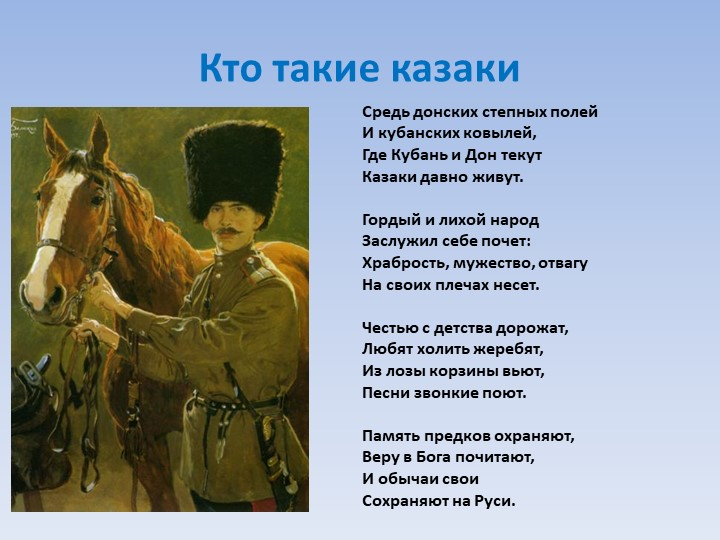 Кто такие казаки
Средь донских степных полей
И кубанских ковылей,
Где Кубань и Дон текут
Казаки давно живут.
Гордый и лихой народ
Заслужил себе почет:
Храбрость, мужество, отвагу
На своих плечах несет.
Честью с детства дорожат,
Любят холить жеребят,
Из лозы корзины вьют,
Песни звонкие поют.
Память предков охраняют,
Веру в Бога почитают,
И обычаи свои
Сохраняют на Руси.